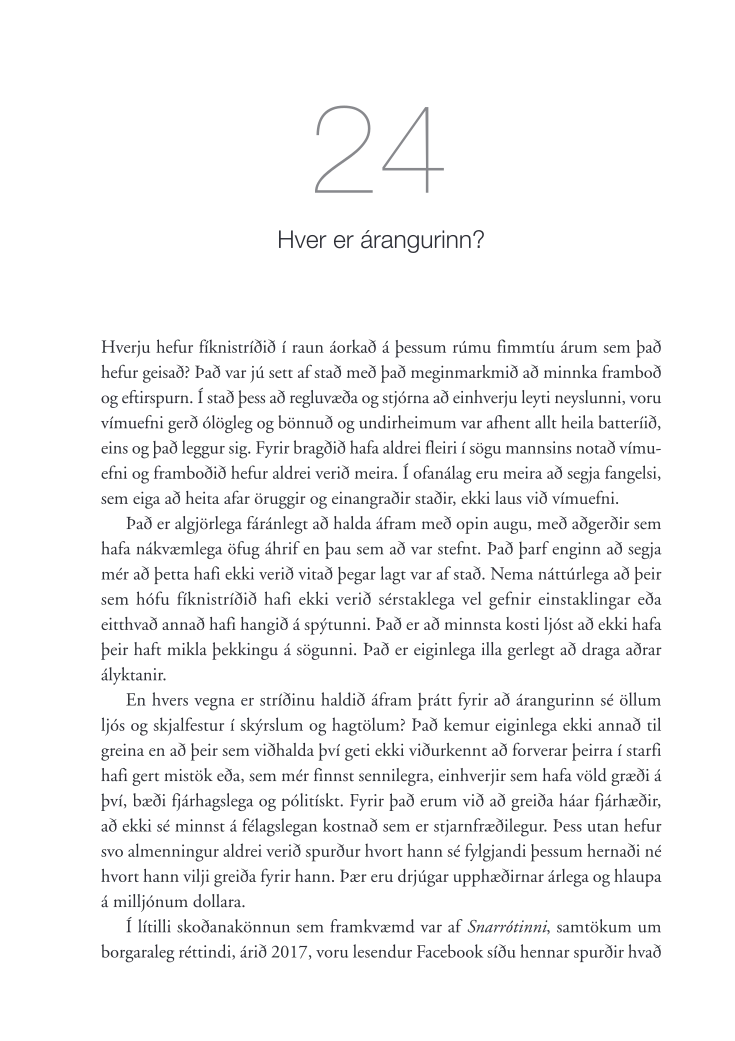 24
Hver er árangurinn?
Hverju hefur fíknistríðið í raun áorkað á þessum rúmu fimmtíu árum sem það
hefur geisað? Það var jú sett af stað með það meginmarkmið að minnka framboð
og eftirspurn. Í stað þess að regluvæða og stjórna að einhverju leyti neyslunni, voru
vímuefni gerð ólögleg og bönnuð og undirheimum var afhent allt heila batteríið,
eins og það leggur sig. Fyrir bragðið hafa aldrei fleiri í sögu mannsins notað vímu-
efni og framboðið hefur aldrei verið meira. Í ofanálag eru meira að segja fangelsi,
sem eiga að heita afar öruggir og einangraðir staðir, ekki laus við vímuefni.
Það er algjörlega fáránlegt að halda áfram með opin augu, með aðgerðir sem
hafa nákvæmlega öfug áhrif en þau sem að var stefnt. Það þarf enginn að segja
mér að þetta hafi ekki verið vitað þegar lagt var af stað. Nema náttúrlega að þeir
sem hófu fíknistríðið hafi ekki verið sérstaklega vel gefnir einstaklingar eða
eitthvað annað hafi hangið á spýtunni. Það er að minnsta kosti ljóst að ekki hafa
þeir haft mikla þekkingu á sögunni. Það er eiginlega illa gerlegt að draga aðrar
ályktanir.
En hvers vegna er stríðinu haldið áfram þrátt fyrir að árangurinn sé öllum
ljós og skjalfestur í skýrslum og hagtölum? Það kemur eiginlega ekki annað til
greina en að þeir sem viðhalda því geti ekki viðurkennt að forverar þeirra í starfi
hafi gert mistök eða, sem mér finnst sennilegra, einhverjir sem hafa völd græði á
því, bæði fjárhagslega og pólitískt. Fyrir það erum við að greiða háar fjárhæðir,
að ekki sé minnst á félagslegan kostnað sem er stjarnfræðilegur. Þess utan hefur
svo almenningur aldrei verið spurður hvort hann sé fylgjandi þessum hernaði né
hvort hann vilji greiða fyrir hann. Þær eru drjúgar upphæðirnar árlega og hlaupa
á milljónum dollara.
Í lítilli skoðanakönnun sem framkvæmd var af Snarrótinni, samtökum um
borgaraleg réttindi, árið 2017, voru lesendur Facebook síðu hennar spurðir hvað